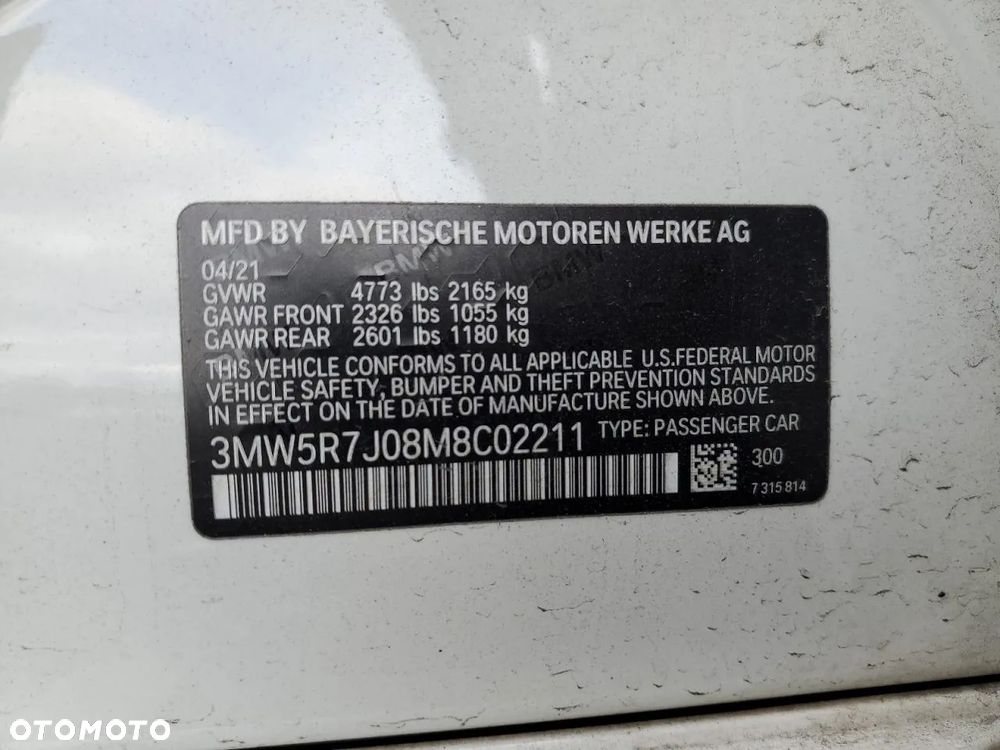 MFD BY BAYERISCHE MOTOREN WERKE AG
04/21
GVWR 4773 lbs 2165 kg
GAWR FRONT 2326 lbs 1055 kg
GAWR REAR 2601 lbs 1180 kg
THIS VEHICLE CONFORMS TO ALL APPLICABLE U.S.FEDERAL MOTOR
VEHICLE SAFETY, BUMPER AND THEFT PREVENTION STANDARDS
IN EFFECT ON THE DATE OF MANUFACTURE SHOWN ABOVE.
3MW5R7J08M8C02211 TYPE: PASSENGER CAR
300
7 315 814
BMW
BMW
BMW
OTOMOTO